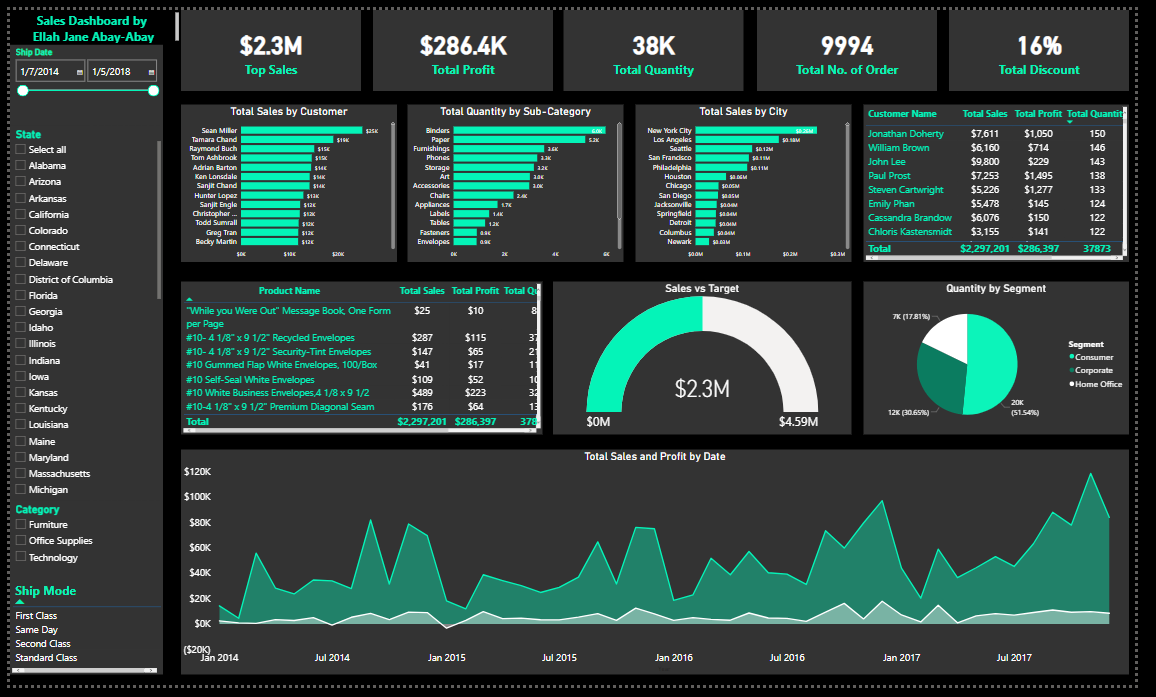 Sales Dashboard by
Ellah Jane Abay-Abay
Ship Date
1/7/2014
1/5/2018
State
Select all
Alabama
Arizona
Arkansas
California
Colorado
Connecticut
Delaware
District of Columbia
Florida
Georgia
Idaho
Illinois
Indiana
Iowa
Kansas
Kentucky
Louisiana
Maine
Maryland
Massachusetts
Michigan
Category
Furniture
Office Supplies
Technology
Ship Mode
First Class
Same Day
Second Class
Standard Class
$2.3M
Top Sales
$286.4K
Total Profit
38K
Total Quantity
9994
Total No. of Order
16%
Total Discount
Total Sales by Customer
Sean Miller $25K
Tamara Chand $19K
Raymond Buch $15K
Tom Ashbrook $15K
Adrian Barton $14K
Ken Lonsdale $14K
Sanjit Chand $14K
Hunter Lopez $13K
Sanjit Engle $12K
Christopher ... $12K
Todd Sumrall $12K
Greg Tran $12K
Becky Martin $12K
$0K $10K $20K
Total Quantity by Sub-Category
Binders 6.0K
Paper 5.2K
Furnishings 3.6K
Phones 3.3K
Storage 3.2K
Art 3.0K
Accessories 3.0K
Chairs 2.4K
Appliances 1.7K
Labels 1.4K
Tables 1.2K
Fasteners 0.9K
Envelopes 0.9K
0K 2K 4K 6K
Total Sales by City
New York City $0.26M
Los Angeles $0.18M
Seattle $0.12M
San Francisco $0.11M
Philadelphia $0.11M
Houston $0.06M
Chicago $0.05M
San Diego $0.05M
Jacksonville $0.04M
Springfield $0.04M
Detroit $0.04M
Columbus $0.04M
Newark $0.03M
$0.0M $0.1M $0.2M $0.3M
Customer Name Total Sales Total Profit Total Quantit
Jonathan Doherty $7,611 $1,050 150
William Brown $6,160 $714 146
John Lee $9,800 $229 143
Paul Prost $7,253 $1,495 138
Steven Cartwright $5,226 $1,277 133
Emily Phan $5,478 $145 124
Cassandra Brandow $6,076 $150 122
Chloris Kastensmidt $3,155 $141 122
Total $2,297,201 $286,397 37873
Product Name Total Sales Total Profit Total Qu
"While you Were Out" Message Book, One Form $25 $10 8
per Page
#10- 4 1/8" x 9 1/2" Recycled Envelopes $287 $115 37
#10- 4 1/8" x 9 1/2" Security-Tint Envelopes $147 $65 21
#10 Gummed Flap White Envelopes, 100/Box $41 $17 11
#10 Self-Seal White Envelopes $109 $52 10
#10 White Business Envelopes,4 1/8 x 9 1/2 $489 $223 32
#10-4 1/8" x 9 1/2" Premium Diagonal Seam $176 $64 13
Total $2,297,201 $286,397 378
Sales vs Target
$2.3M
$0M $4.59M
Quantity by Segment
7K (17.81%)
12K (30.65%)
20K
(51.54%)
Segment
Consumer
Corporate
Home Office
Total Sales and Profit by Date
$120K
$100K
$80K
$60K
$40K
$20K
$0K
($20K)
Jan 2014 Jul 2014 Jan 2015 Jul 2015 Jan 2016 Jul 2016 Jan 2017 Jul 2017